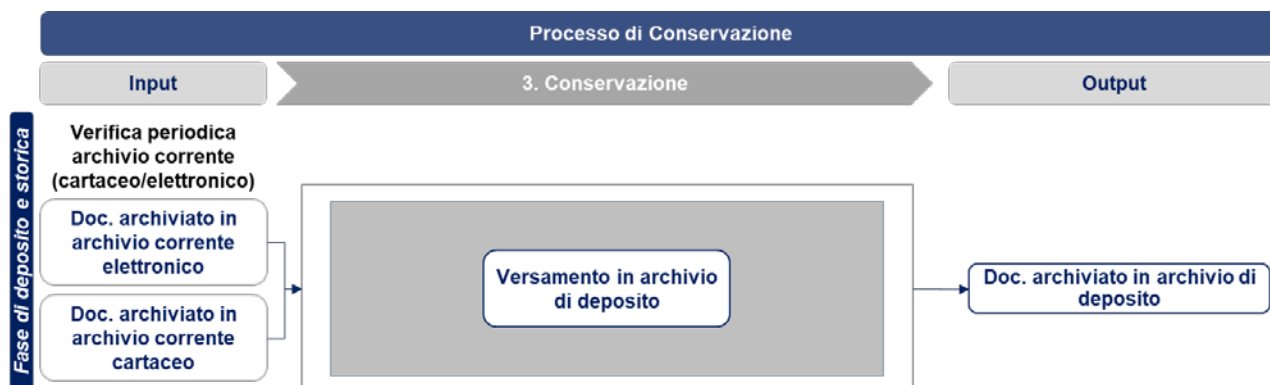 Processo di Conservazione
Input
3. Conservazione
Output
Fase di deposito e storica
Verifica periodica
archivio corrente
(cartaceo/elettronico)
Doc. archiviato in
archivio corrente
elettronico
Doc. archiviato in
archivio corrente
cartaceo
Versamento in archivio
di deposito
Doc. archiviato in archivio di
deposito